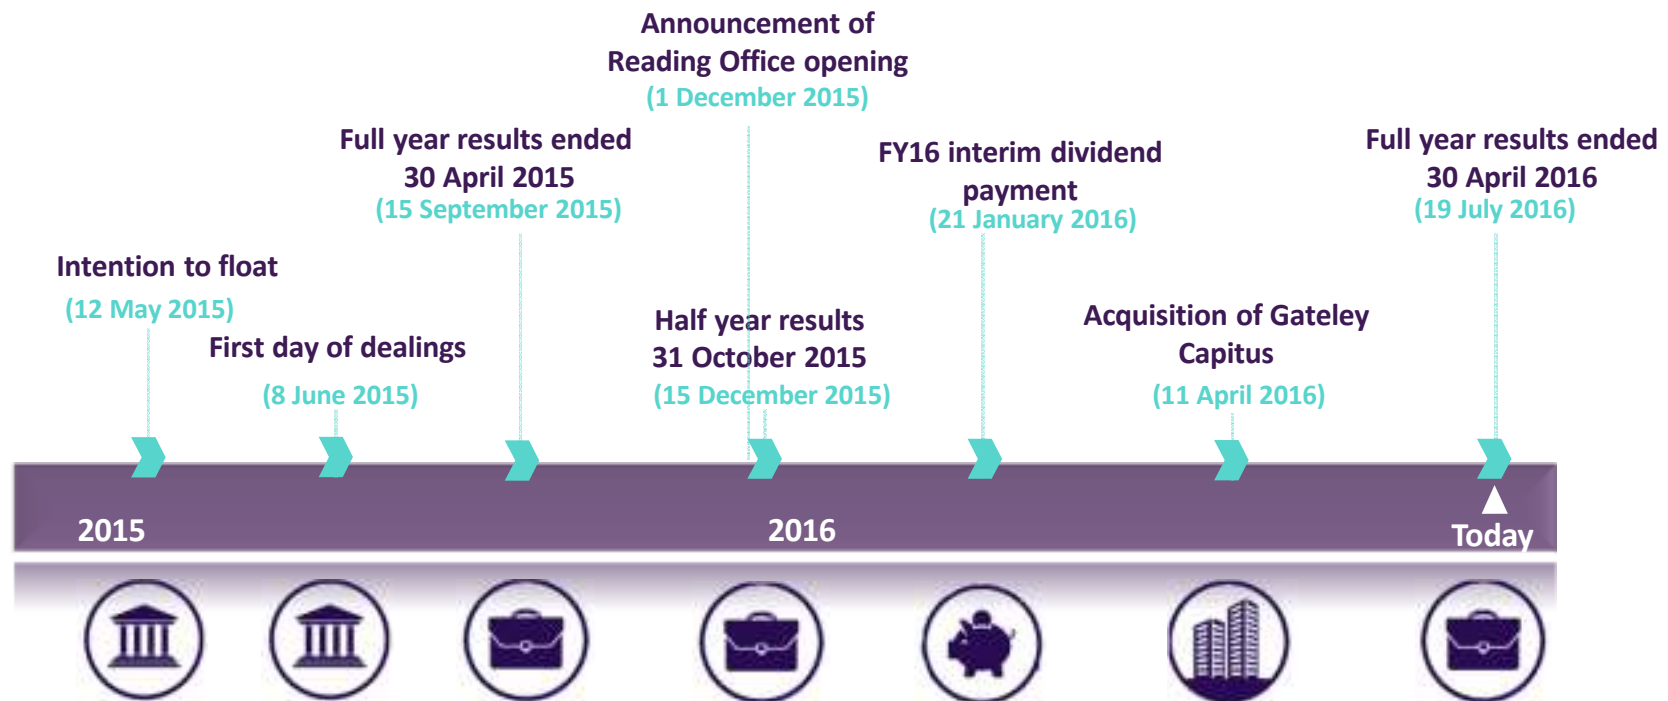 Intention to float
(12 May 2015)
First day of dealings
(8 June 2015)
Full year results ended
30 April 2015
(15 September 2015)
Announcement of
Reading Office opening
(1 December 2015)
Half year results
31 October 2015
(15 December 2015)
FY16 interim dividend
payment
(21 January 2016)
Acquisition of Gateley
Capitus
(11 April 2016)
Full year results ended
30 April 2016
(19 July 2016)
2015
2016
Today